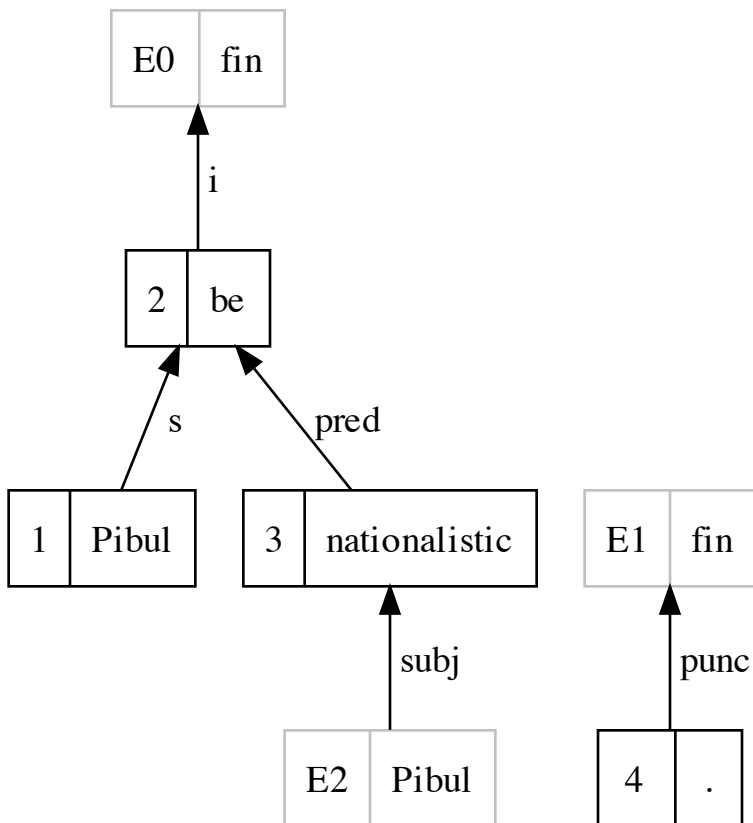 E0 fin
i
2 be
s pred
1 Pibul 3 nationalistic E1 fin
subj punc
E2 Pibul 4 .